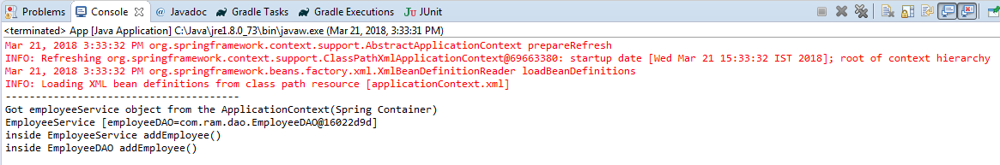 Problems Console @ Javadoc Gradle Tasks Gradle Executions Ju JUnit
<terminated> App [Java Application] C:\Java\jre1.8.0_73\bin\javaw.exe (Mar 21, 2018, 3:33:31 PM)
Mar 21, 2018 3:33:32 PM org.springframework.context.support.AbstractApplicationContext prepareRefresh
INFO: Refreshing org.springframework.context.support.ClassPathXmlApplicationContext@69663380: startup date [Wed Mar 21 15:33:32 IST 2018]; root of context hierarchy
Mar 21, 2018 3:33:32 PM org.springframework.beans.factory.xml.XmlBeanDefinitionReader loadBeanDefinitions
INFO: Loading XML bean definitions from class path resource [applicationContext.xml]
---------------------------------------
Got employeeService object from the ApplicationContext(Spring Container)
EmployeeService [employeeDAO=com.ram.dao.EmployeeDAO@16022d9d]
inside EmployeeService addEmployee()
inside EmployeeDAO addEmployee()